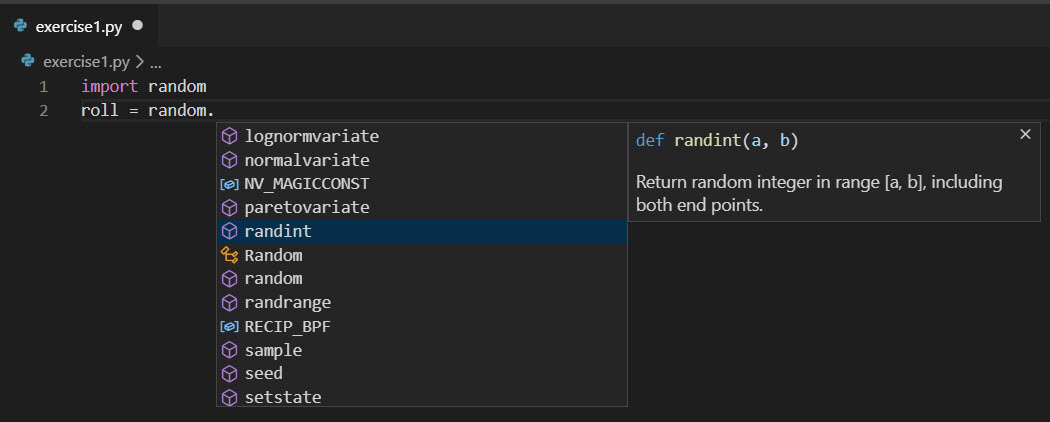 exercise1.py
exercise1.py > ...
1 import random
2 roll = random.
lognormvariate
normalvariate
NV_MAGICCONST
paretovariate
randint
Random
random
randrange
RECIP_BPF
sample
seed
setstate
def randint(a, b)
Return random integer in range [a, b], including
both end points.